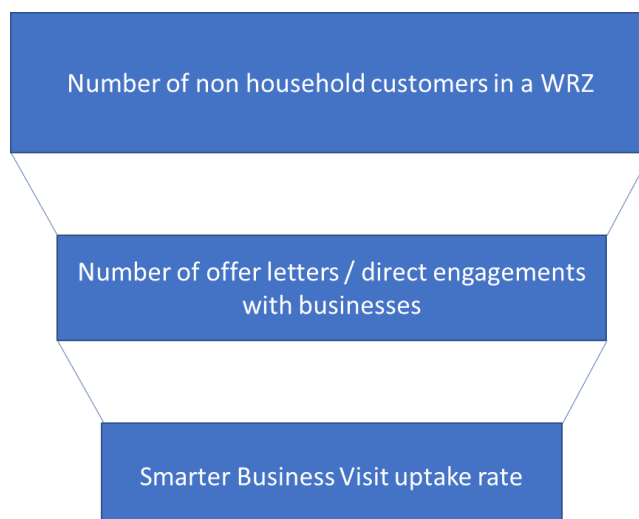 Number of non household customers in a WRZ
Number of offer letters / direct engagements
with businesses
Smarter Business Visit uptake rate